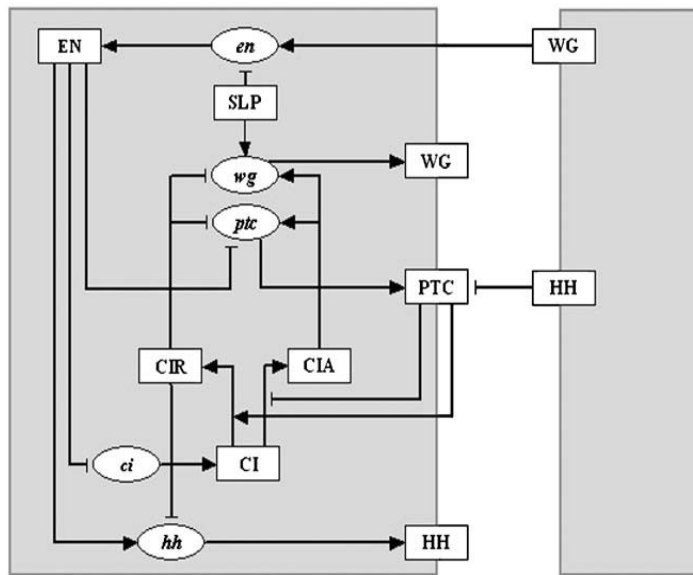 EN en WG
SLP
wg WG
ptc
PTC HH
CIR CIA
ci CI
hh HH